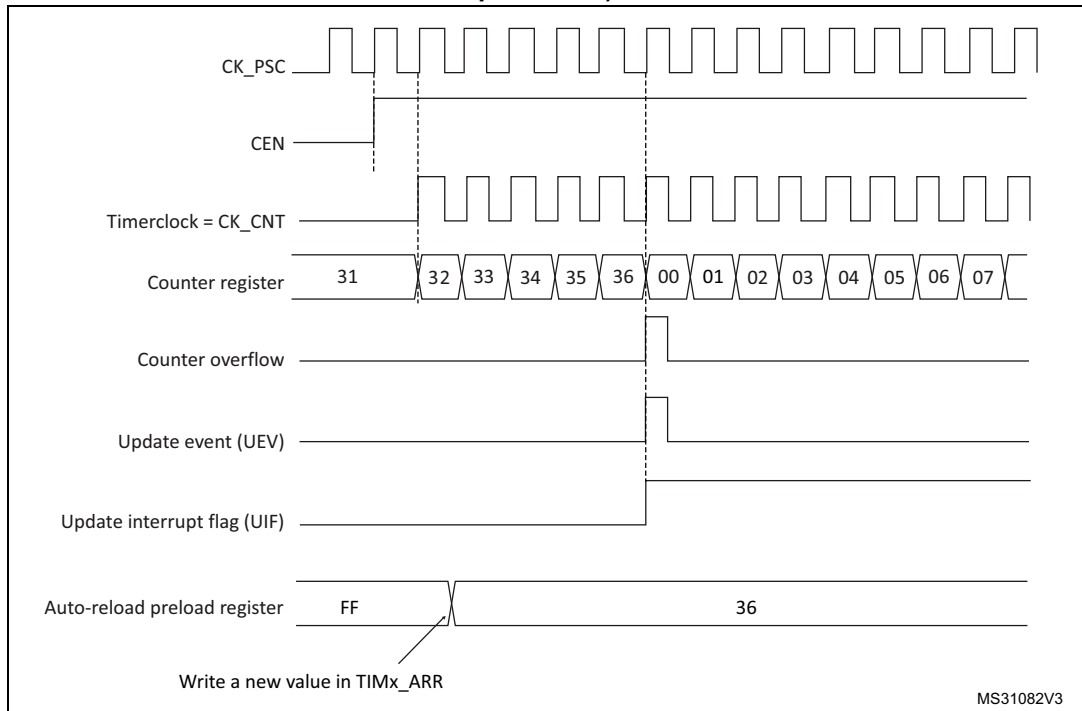 CK_PSC
CEN
Timerclock = CK_CNT
Counter register 31 32 33 34 35 36 00 01 02 03 04 05 06 07
Counter overflow
Update event (UEV)
Update interrupt flag (UIF)
Auto-reload preload register FF 36
Write a new value in TIMx_ARR
MS31082V3